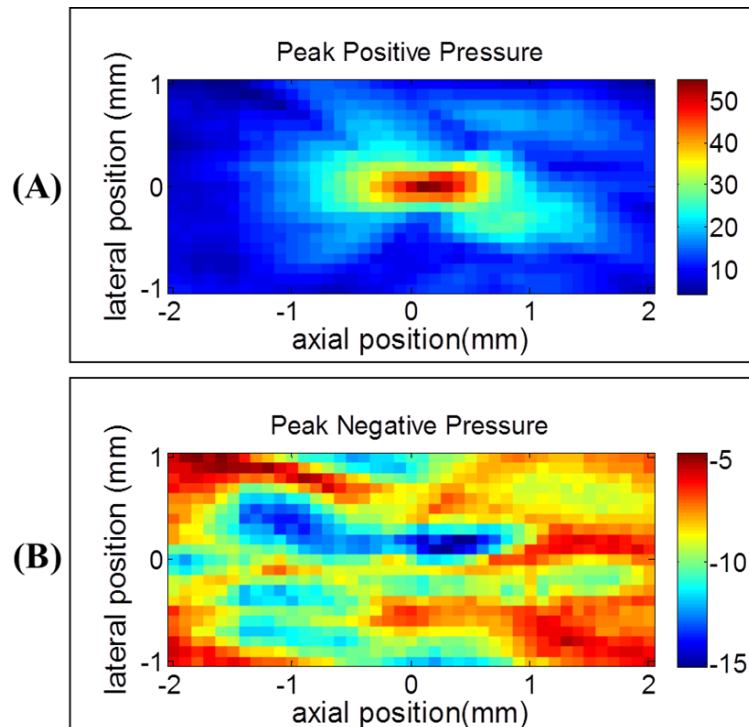 Peak Positive Pressure
(A)
lateral position (mm)
1
0
-1
-2 -1 0 1 2
axial position(mm)
50
40
30
20
10
Peak Negative Pressure
(B)
lateral position (mm)
1
0
-1
-2 -1 0 1 2
axial position(mm)
-5
-10
-15